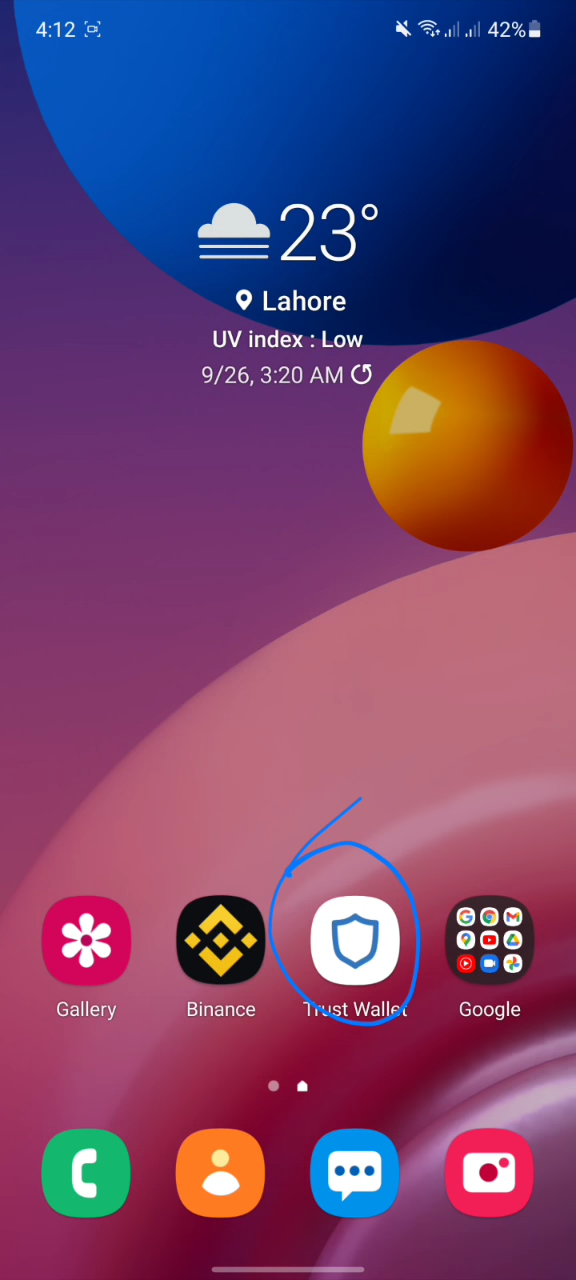 4:12 42%
23°
Lahore
UV index : Low
9/26, 3:20 AM
Gallery Binance Trust Wallet Google